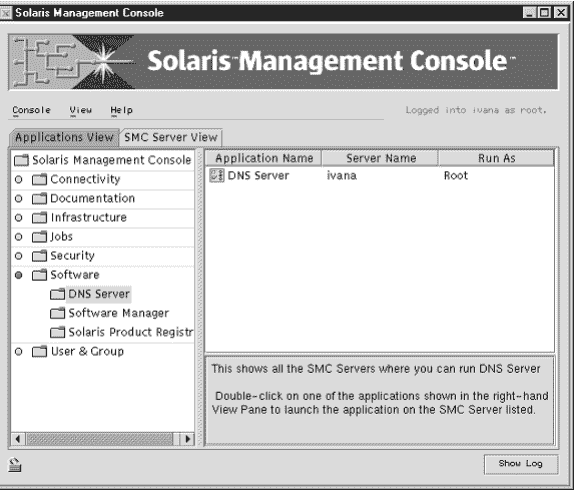 Solaris Management Console
Solaris Management Console
Console View Help
Logged into ivana as root.
Applications View SMC Server View
Solaris Management Console
Connectivity
Documentation
Infrastructure
Jobs
Security
Software
DNS Server
Software Manager
Solaris Product Registr
User & Group
Application Name Server Name Run As
DNS Server ivana Root
This shows all the SMC Servers where you can run DNS Server
Double-click on one of the applications shown in the right-hand
View Pane to launch the application on the SMC Server listed.
Show Log